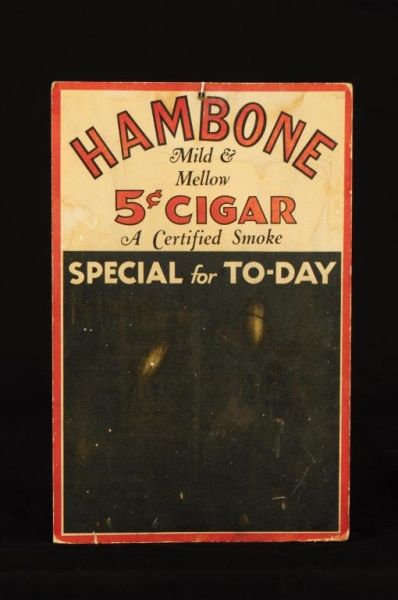 HAMBONE
Mild &
Mellow
5¢ CIGAR
A Certified Smoke
SPECIAL for TO-DAY